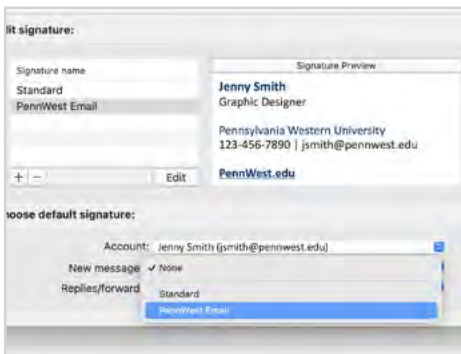 lit signature:
Signature name
Standard
PennWest Email
+ − Edit
Signature Preview
Jenny Smith
Graphic Designer
Pennsylvania Western University
123-456-7890 | jsmith@pennwest.edu
PennWest.edu
hoose default signature:
Account: Jenny Smith (jsmith@pennwest.edu)
New message ✓ None
Replies/forward
Standard
PennWest Email